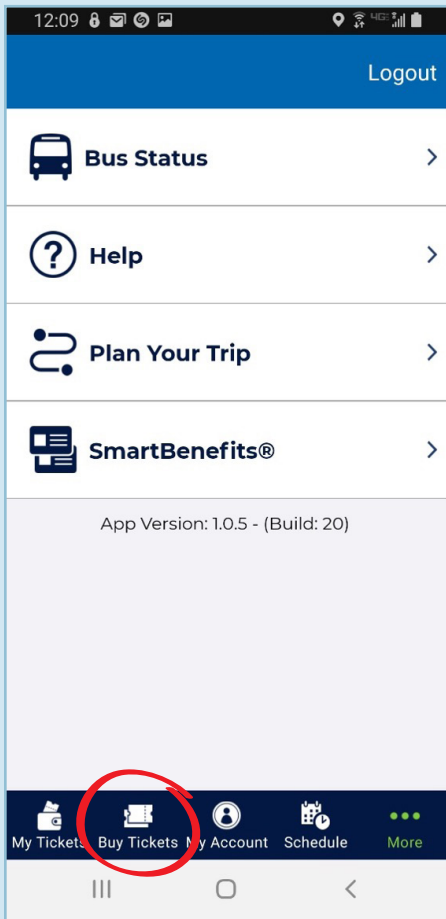 12:09 4GE
Logout
Bus Status
Help
Plan Your Trip
SmartBenefits®
App Version: 1.0.5 - (Build: 20)
My Tickets Buy Tickets My Account Schedule More